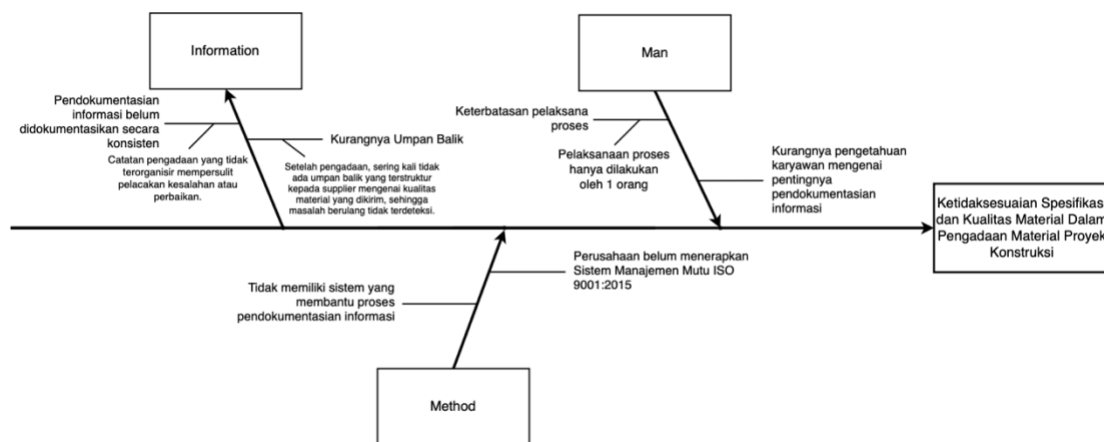 Information
Man
Pendokumentasian
informasi belum
didokumentasikan secara
konsisten
Catatan pengadaan yang tidak
terorganisir mempersulit
pelacakan kesalahan atau
perbaikan.
Kurangnya Umpan Balik
Setelah pengadaan, sering kali tidak
ada umpan balik yang terstruktur
kepada supplier mengenai kualitas
material yang dikirim, sehingga
masalah berulang tidak terdeteksi.
Keterbatasan pelaksana
proses
Pelaksanaan proses
hanya dilakukan
oleh 1 orang
Kurangnya pengetahuan
karyawan mengenai
pentingnya
pendokumentasian
informasi
Ketidaksesuaian Spesifikas
dan Kualitas Material Dalam
Pengadaan Material Proyek
Konstruksi
Perusahaan belum menerapkan
Sistem Manajemen Mutu ISO
9001:2015
Tidak memiliki sistem yang
membantu proses
pendokumentasian informasi
Method